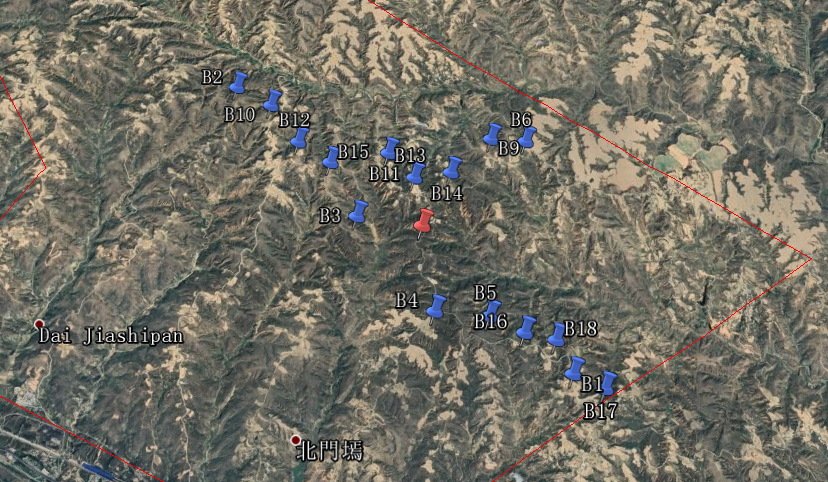 B2
B10
B12
B6
B9
B15
B13
B11
B14
B3
B4
B5
B16
B18
Dai Jiashipan
B1
B17
北門墕